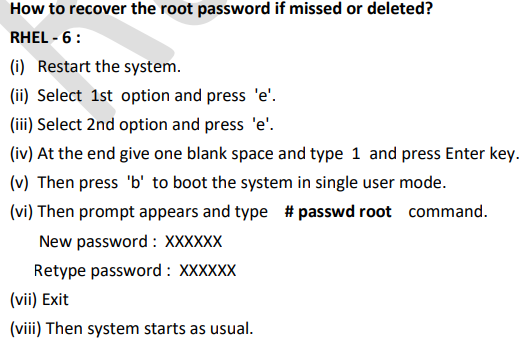 How to recover the root password if missed or deleted?
RHEL - 6 :
(i) Restart the system.
(ii) Select 1st option and press 'e'.
(iii) Select 2nd option and press 'e'.
(iv) At the end give one blank space and type 1 and press Enter key.
(v) Then press 'b' to boot the system in single user mode.
(vi) Then prompt appears and type # passwd root command.
New password : XXXXXX
Retype password : XXXXXX
(vii) Exit
(viii) Then system starts as usual.